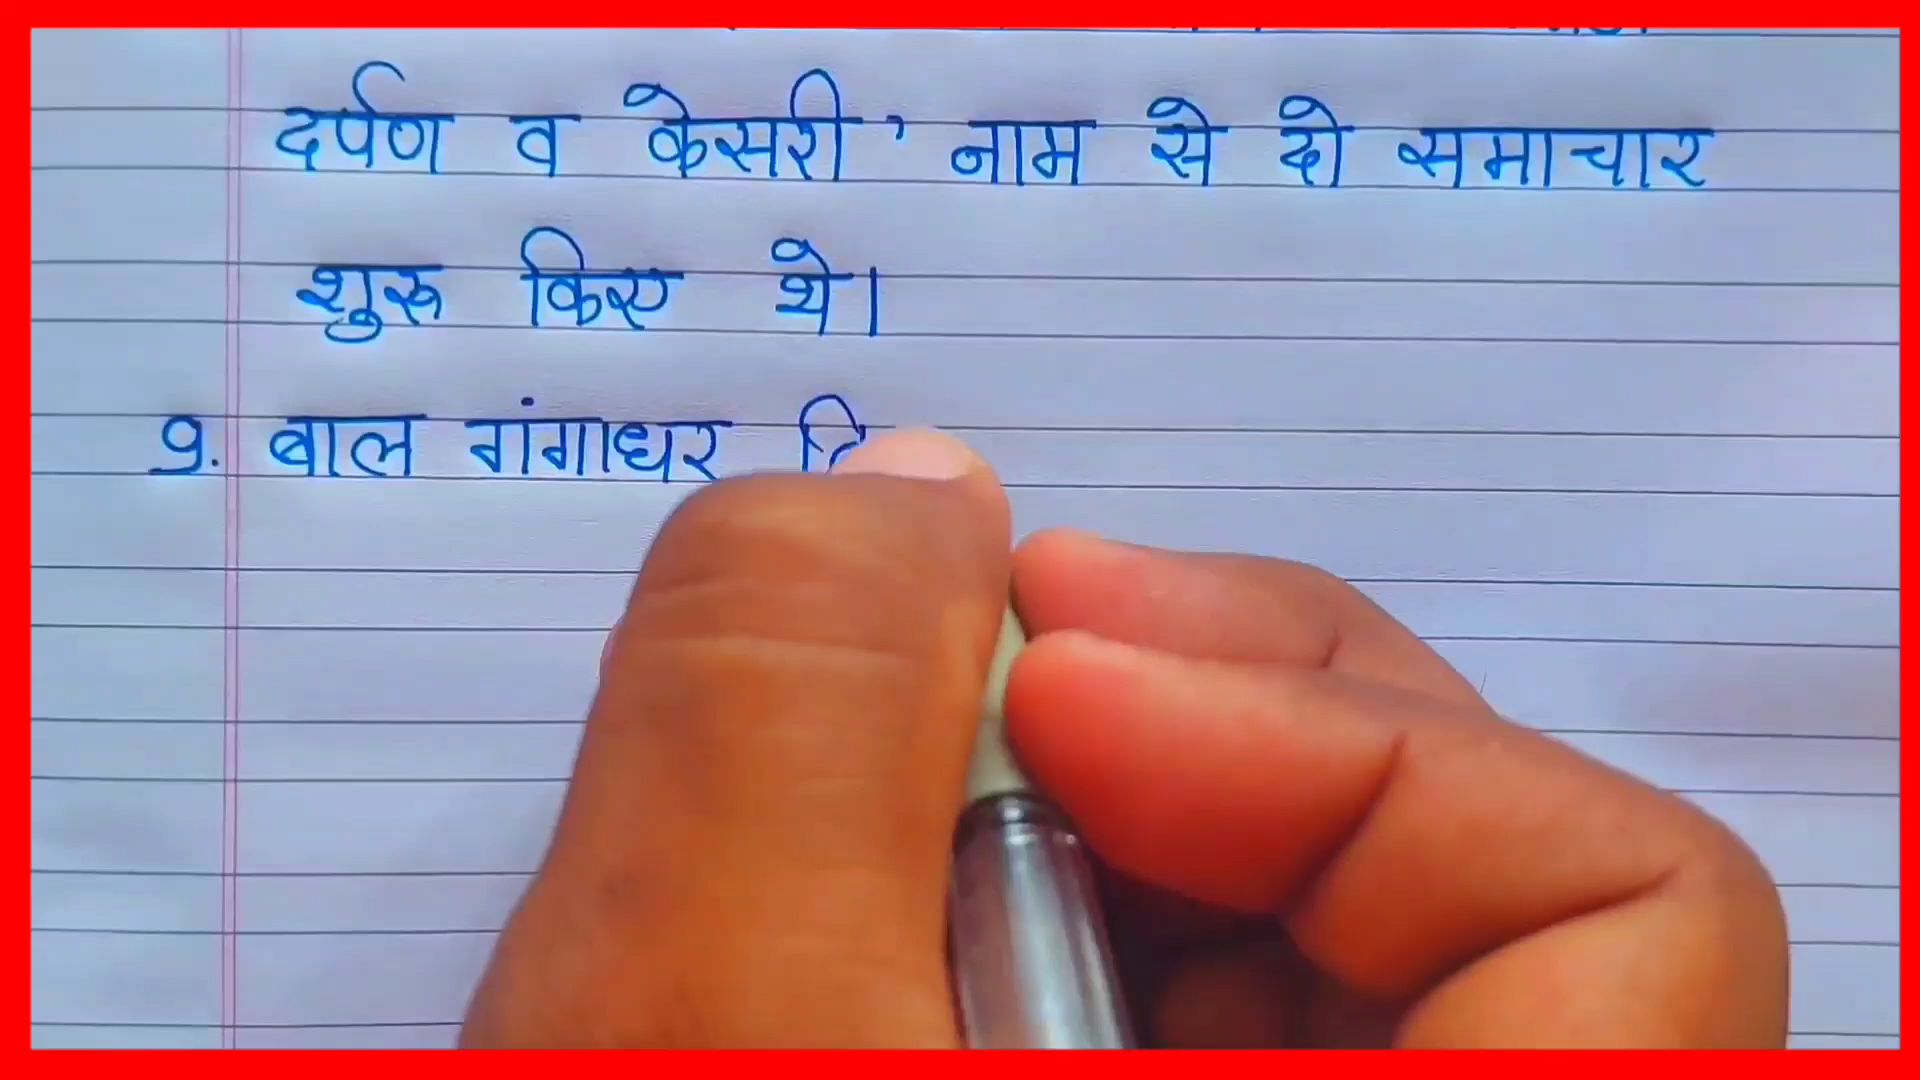 दर्पण व केसरी' नाम से दो समाचार
शुरू किए थे।
9. बाल गंगाधर